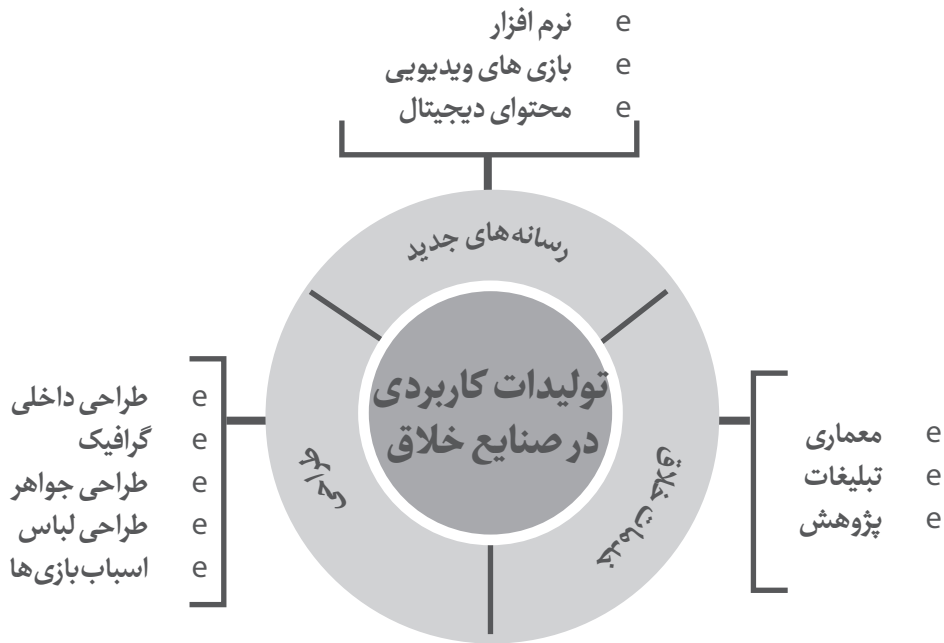 e نرم افزار
e بازی های ویدیویی
e محتوای دیجیتال
رسانه‌های جدید
تولیدات کاربردی
در صنایع خلاق
خدمات خلاق
e معماری
e تبلیغات
e پژوهش
طراحی
e طراحی داخلی
e گرافیک
e طراحی جواهر
e طراحی لباس
e اسباب‌بازی‌ها